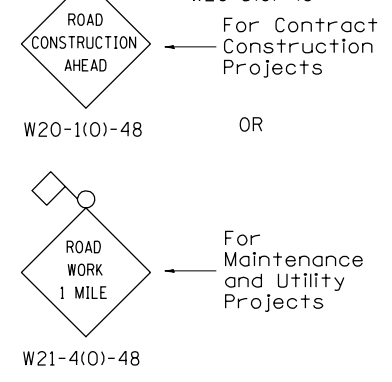 ROAD
CONSTRUCTION
AHEAD
For Contract
Construction
Projects
W20-1(O)-48
OR
ROAD
WORK
1 MILE
For
Maintenance
and Utility
Projects
W21-4(O)-48